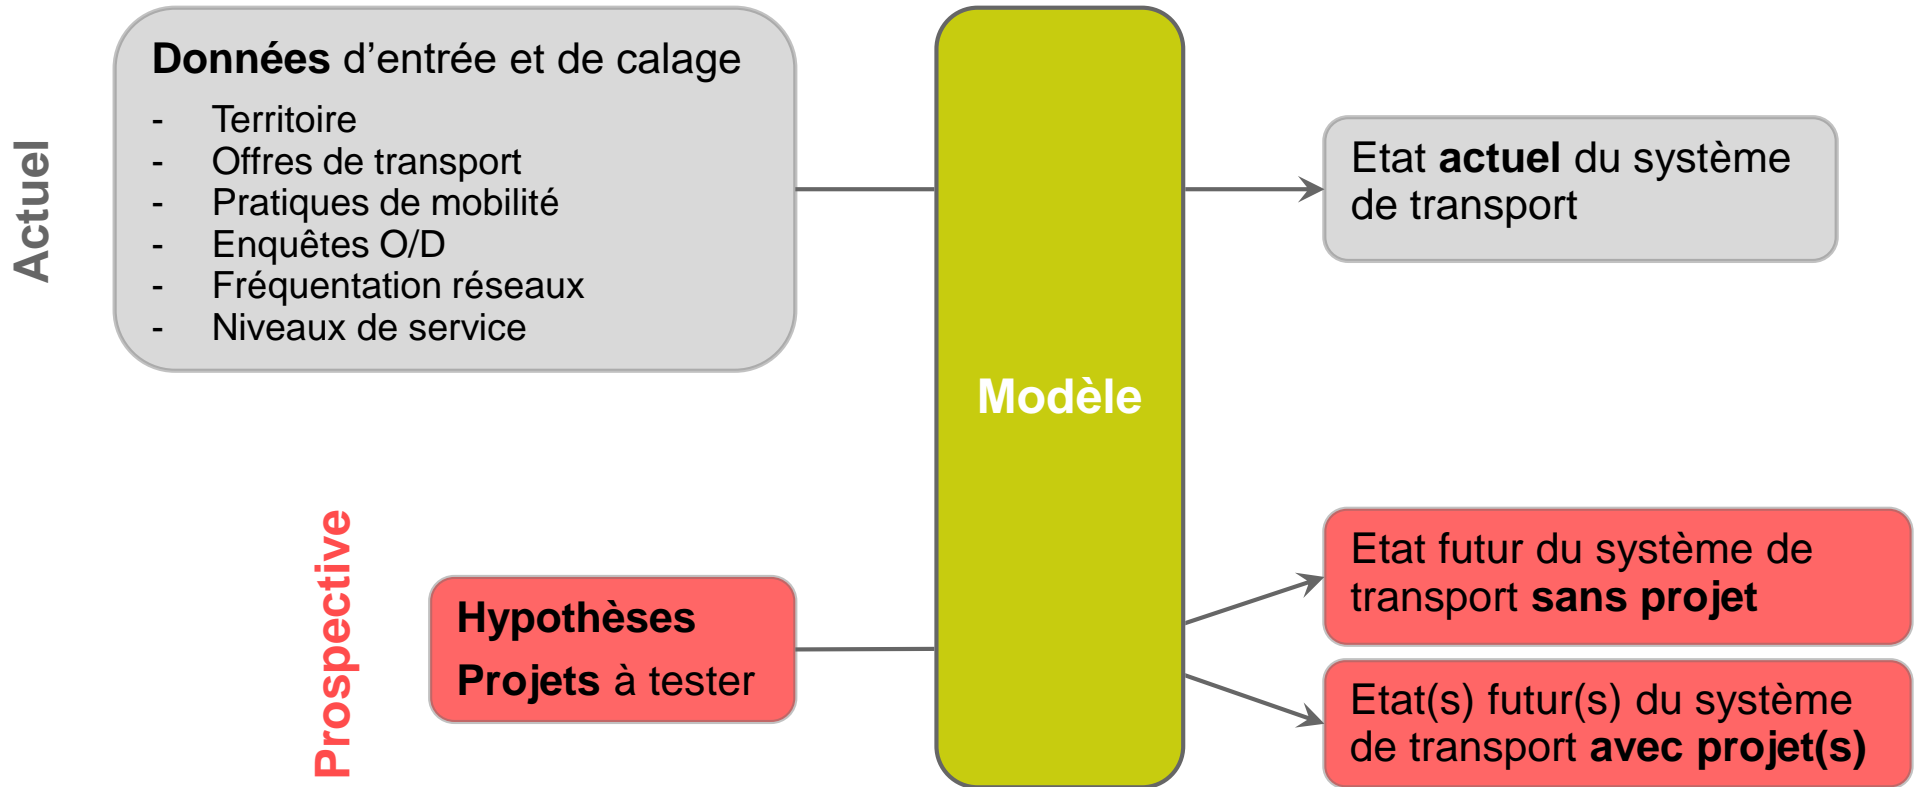 Actuel
Données d’entrée et de calage
- Territoire
- Offres de transport
- Pratiques de mobilité
- Enquêtes O/D
- Fréquentation réseaux
- Niveaux de service
Modèle
Etat actuel du système
de transport
Prospective
Hypothèses
Projets à tester
Etat futur du système de
transport sans projet
Etat(s) futur(s) du système
de transport avec projet(s)